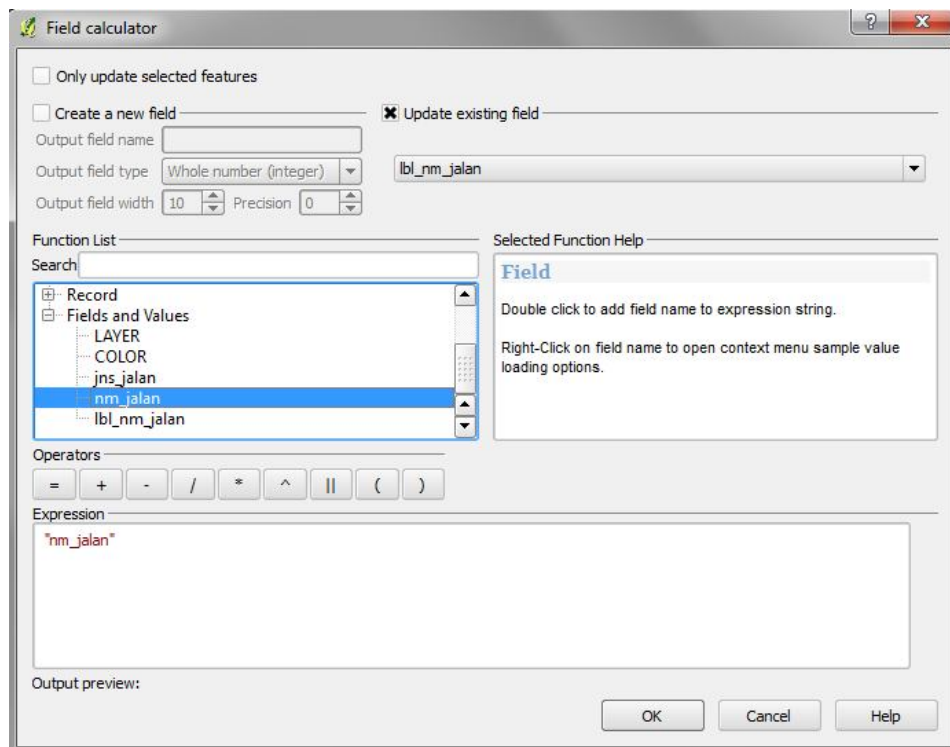 Field calculator
Only update selected features
Create a new field
Update existing field
Output field name
Output field type Whole number (integer)
lbl_nm_jalan
Output field width 10 Precision 0
Function List
Selected Function Help
Search
Field
Record
Fields and Values
Double click to add field name to expression string.
LAYER
COLOR
Right-Click on field name to open context menu sample value
loading options.
jns_jalan
nm_jalan
lbl_nm_jalan
Operators
= + - / * ^ || ( )
Expression
"nm_jalan"
Output preview:
OK Cancel Help